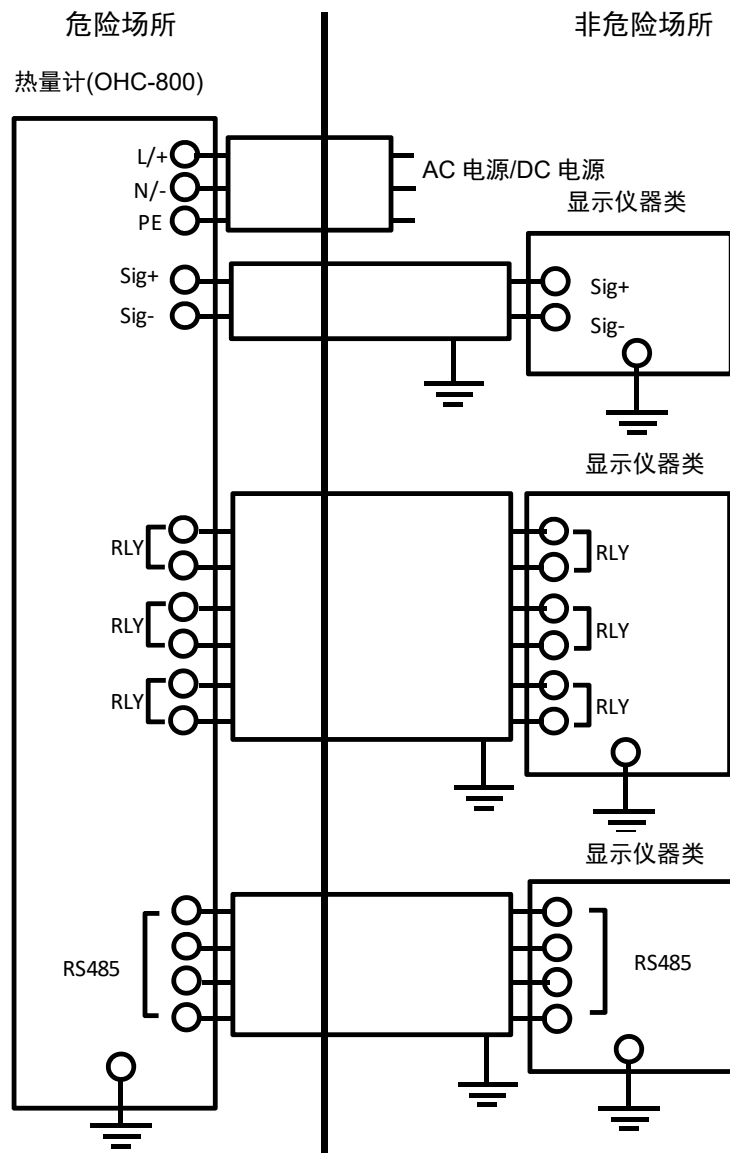 危险场所
非危险场所
热量计(OHC-800)
L/+
N/-
PE
AC 电源/DC 电源
显示仪器类
Sig+
Sig-
Sig+
Sig-
显示仪器类
RLY
RLY
RLY
RLY
RLY
RLY
显示仪器类
RS485
RS485